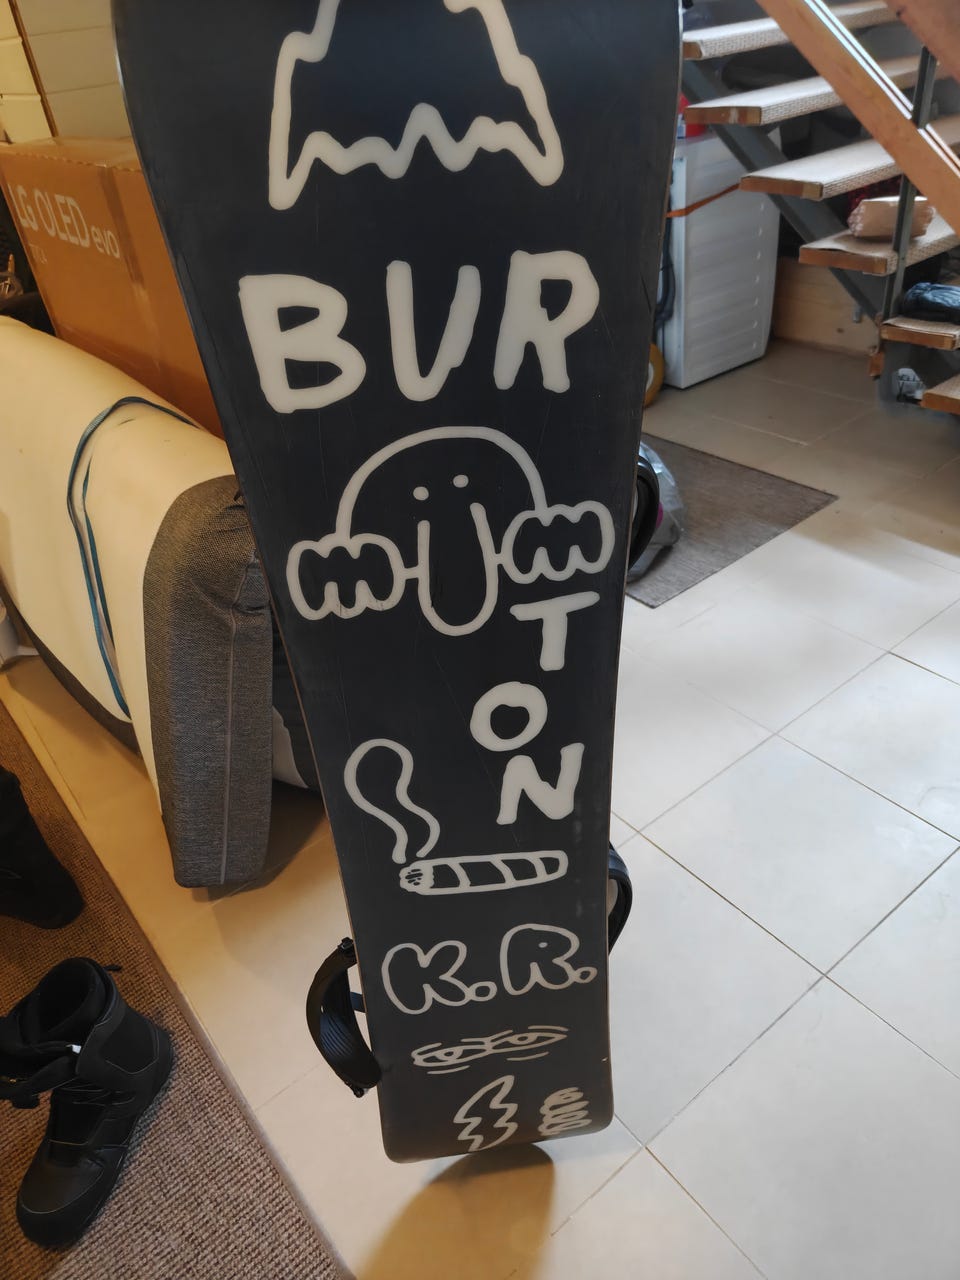 LG OLED evo
BUR
T
O
N
K.R.